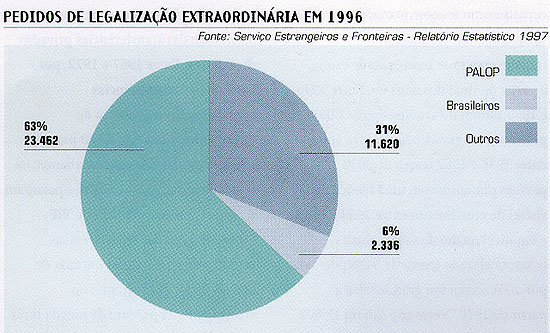 PEDIDOS DE LEGALIZAÇÃO EXTRAORDINÁRIA EM 1996
Fonte: Serviço Estrangeiros e Fronteiras - Relatório Estatístico 1997
PALOP
Brasileiros
Outros
63%
23.462
31%
11.620
6%
2.336